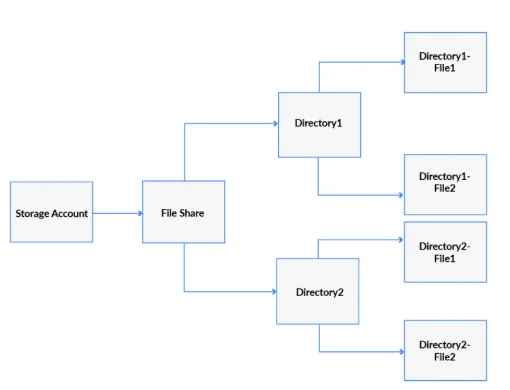 Directory1-
File1
Directory1
Directory1-
File2
Storage Account
File Share
Directory2-
File1
Directory2
Directory2-
File2